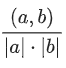 (a, b)
|a| · |b|